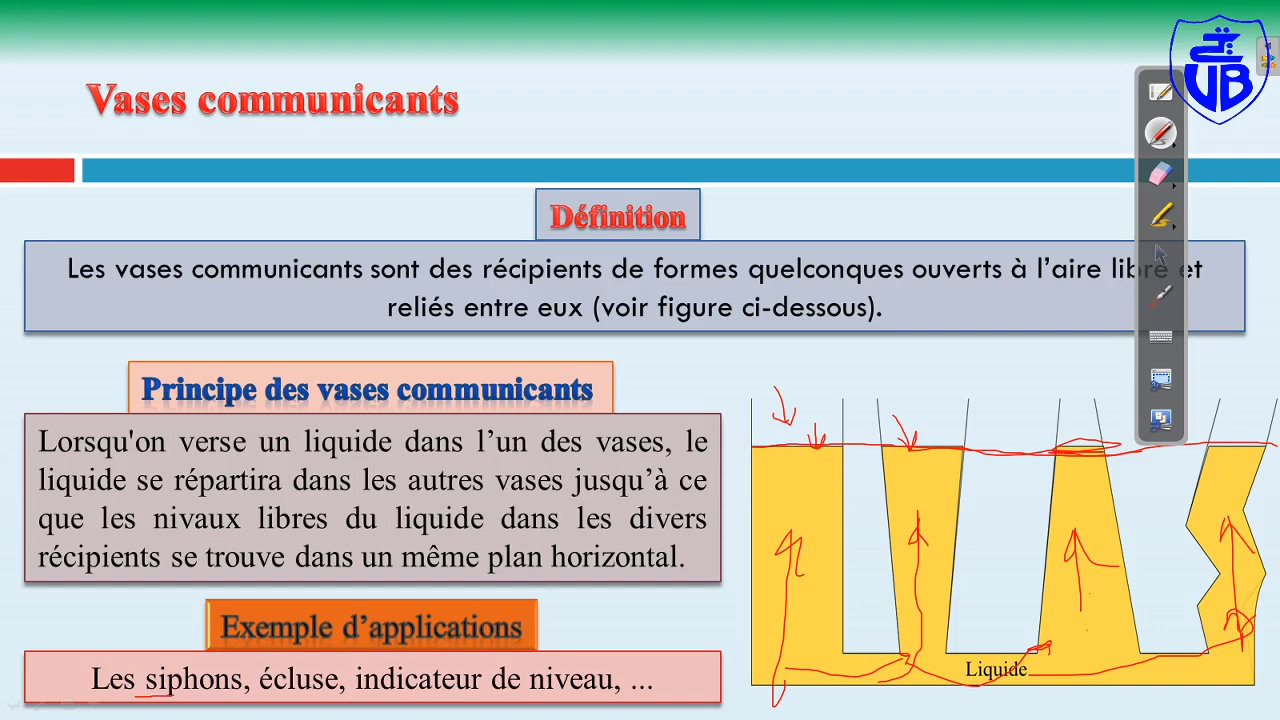 Vases communicants
UB
Définition
Les vases communicants sont des récipients de formes quelconques ouverts à l’aire libre et
reliés entre eux (voir figure ci-dessous).
Principe des vases communicants
Lorsqu'on verse un liquide dans l’un des vases, le
liquide se répartira dans les autres vases jusqu’à ce
que les nivaux libres du liquide dans les divers
récipients se trouve dans un même plan horizontal.
Exemple d’applications
Les siphons, écluse, indicateur de niveau, ...
Liquide